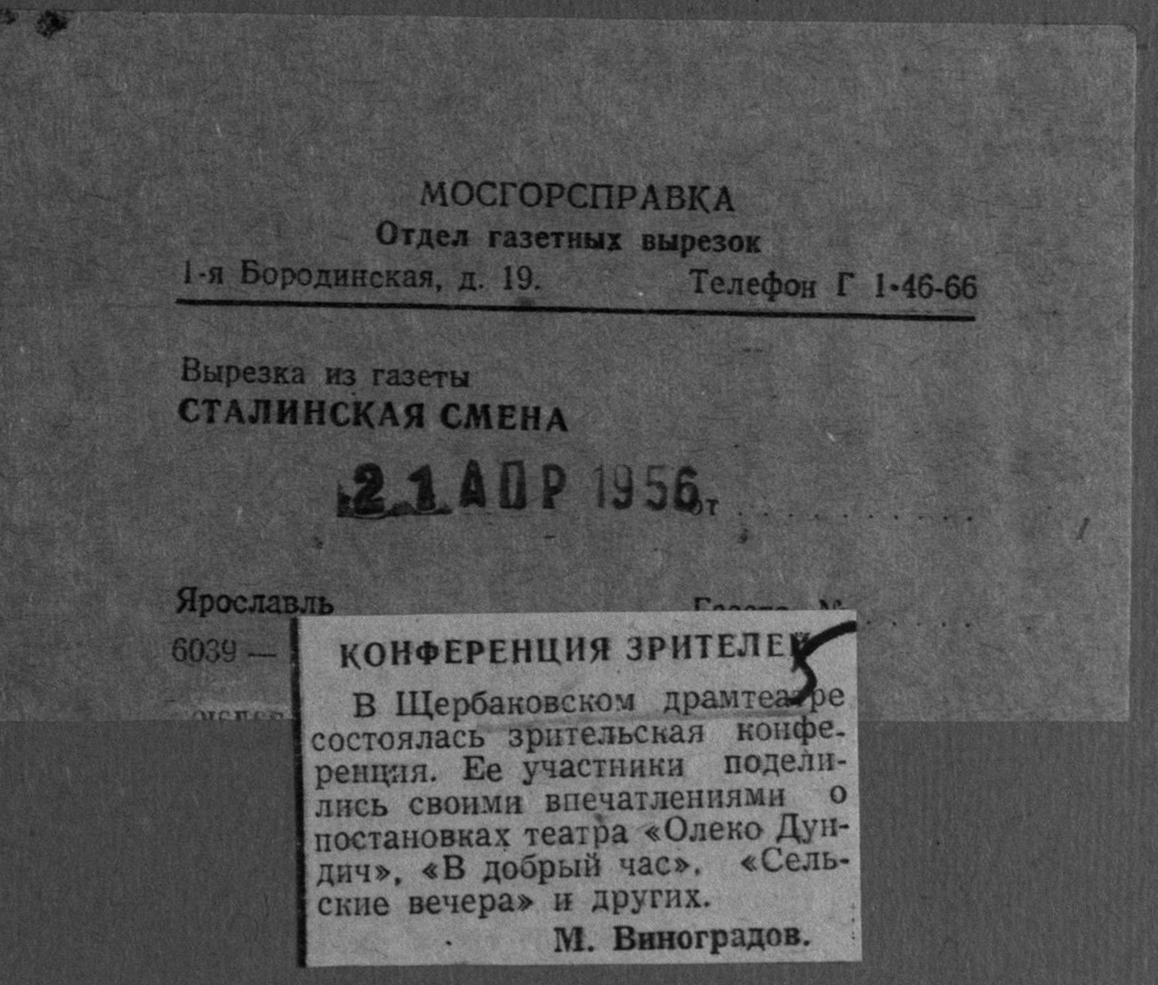 МОСГОРСПРАВКА
Отдел газетных вырезок
1-я Бородинская, д. 19. Телефон Г 1-46-66
Вырезка из газеты
СТАЛИНСКАЯ СМЕНА
21 АПР 1956 от
Ярославль
6039 —
КОНФЕРЕНЦИЯ ЗРИТЕЛЕЙ
В Щербаковском драмтеатре
состоялась зрительская конфе-
ренция. Ее участники подели-
лись своими впечатлениями о
постановках театра «Олеко Дун-
дич», «В добрый час», «Сель-
ские вечера» и других.
М. Виноградов.